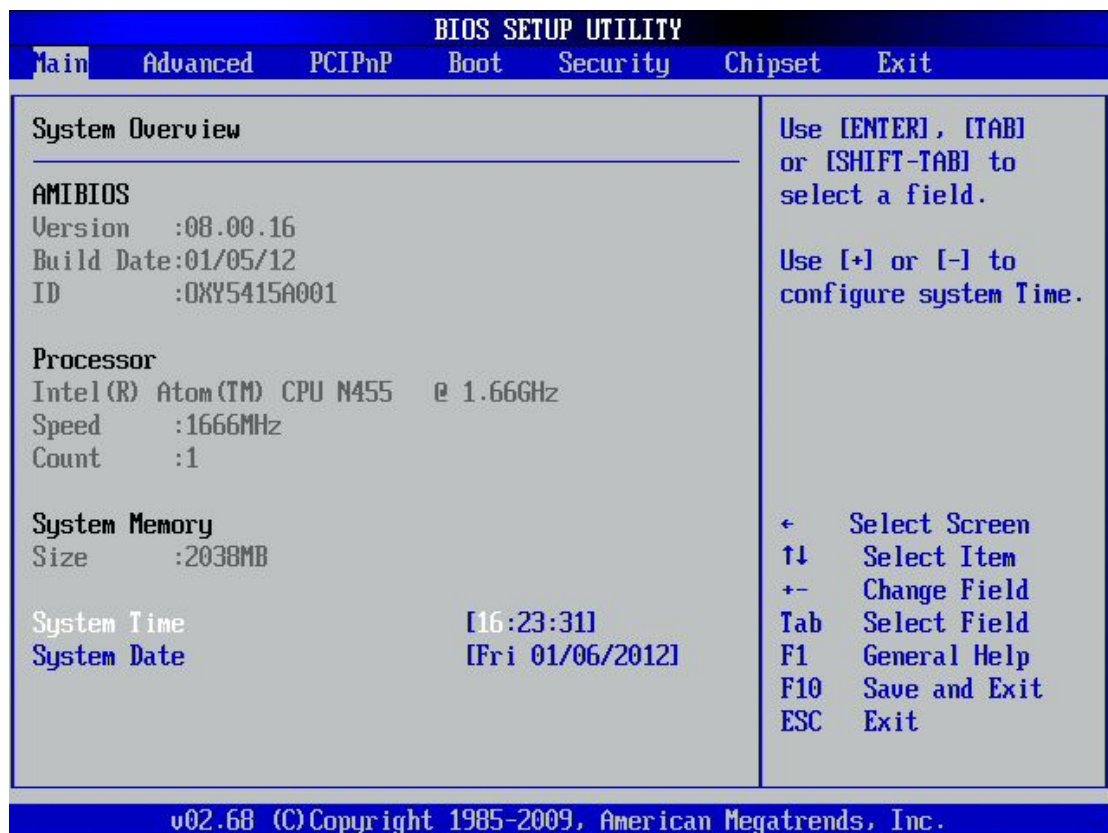 BIOS SETUP UTILITY
Main Advanced PCIPnP Boot Security Chipset Exit
System Overview
AMIBIOS
Version :08.00.16
Build Date:01/05/12
ID :OXY5415A001
Processor
Intel(R) Atom(TM) CPU N455 @ 1.66GHz
Speed :1666MHz
Count :1
System Memory
Size :2038MB
System Time [16:23:31]
System Date [Fri 01/06/2012]
Use [ENTER], [TAB]
or [SHIFT-TAB] to
select a field.
Use [+] or [-] to
configure system Time.
← Select Screen
↑↓ Select Item
+- Change Field
Tab Select Field
F1 General Help
F10 Save and Exit
ESC Exit
v02.68 (C)Copyright 1985-2009, American Megatrends, Inc.